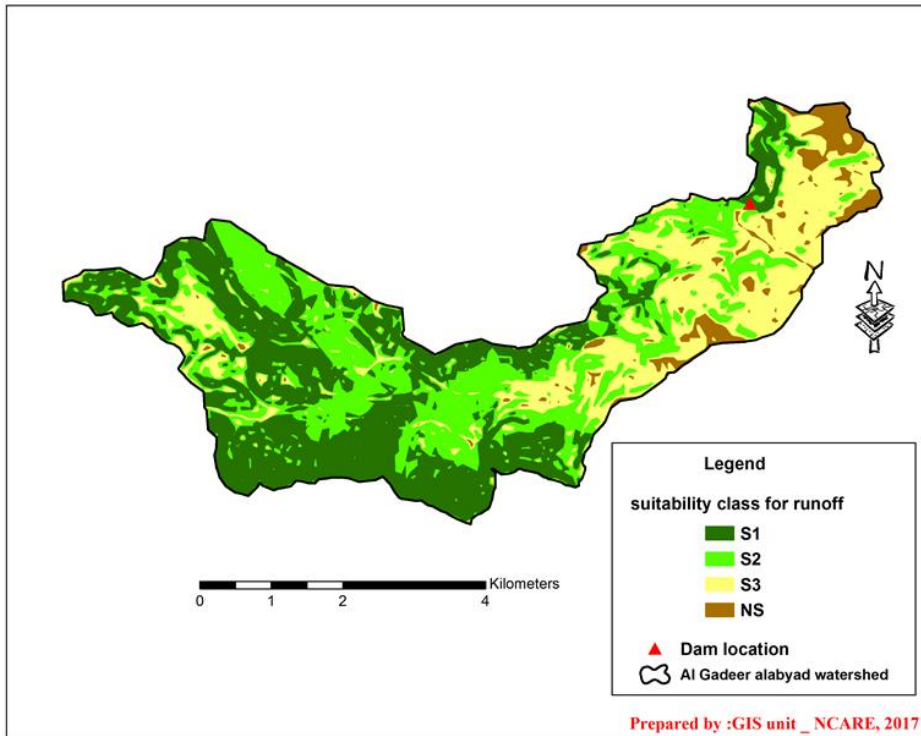 N
Legend
suitability class for runoff
S1
S2
S3
NS
Dam location
Al Gadeer alabyad watershed
Kilometers
0 1 2 4
Prepared by :GIS unit _ NCARE, 2017